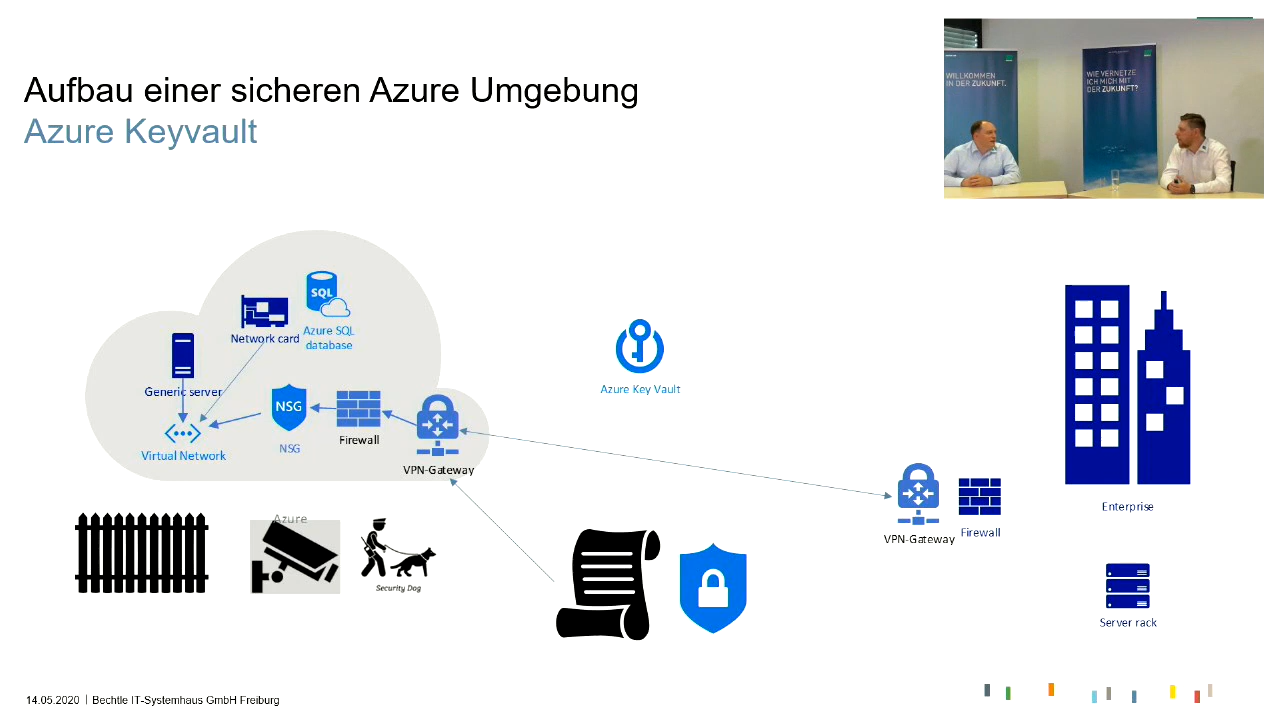 Aufbau einer sicheren Azure Umgebung
Azure Keyvault
WILLKOMMEN
IN DER ZUKUNFT.
WIE VERNETZE
ICH MICH MIT
DER ZUKUNFT?
SQL
Network card
Azure SQL
database
Generic server
NSG
Firewall
Virtual Network
NSG
VPN-Gateway
Azure Key Vault
Azure
Security Dog
VPN-Gateway
Firewall
Enterprise
Server rack
14.05.2020 | Bechtle IT-Systemhaus GmbH Freiburg